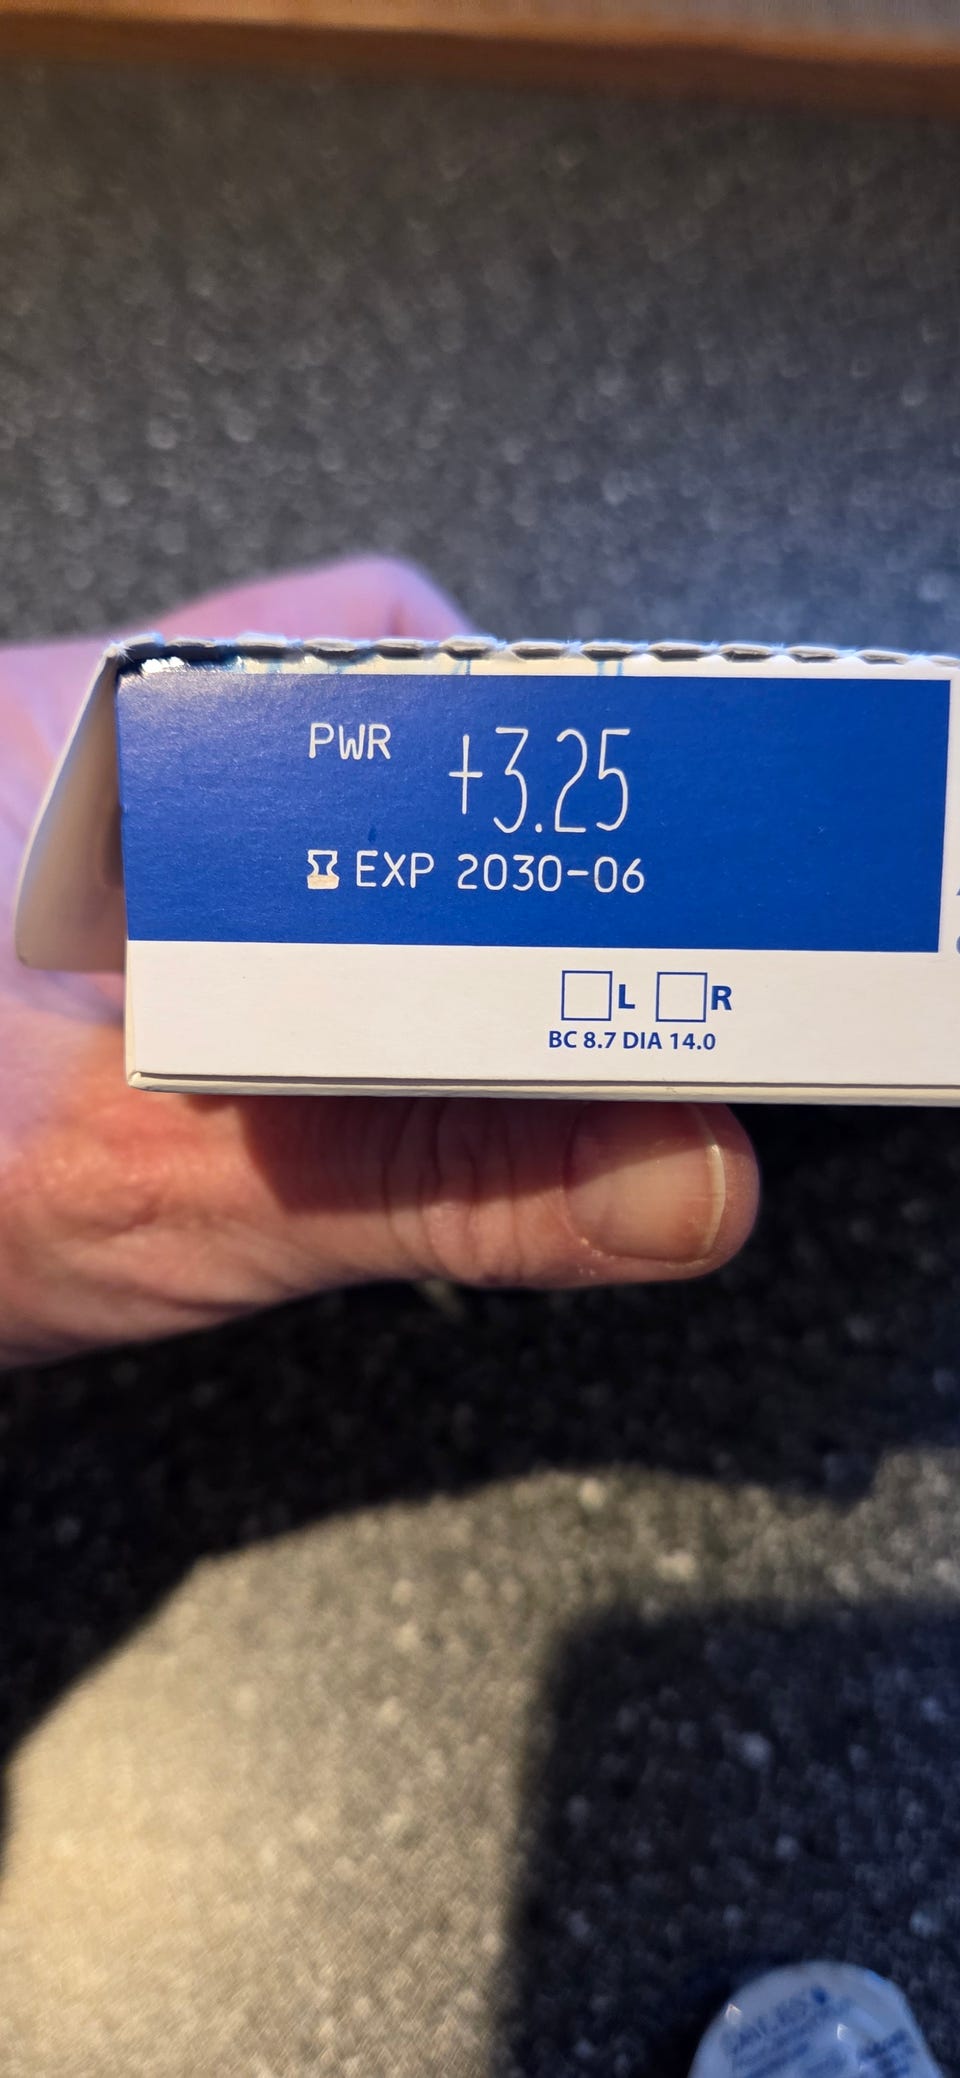 PWR +3.25
EXP 2030-06
L R
BC 8.7 DIA 14.0